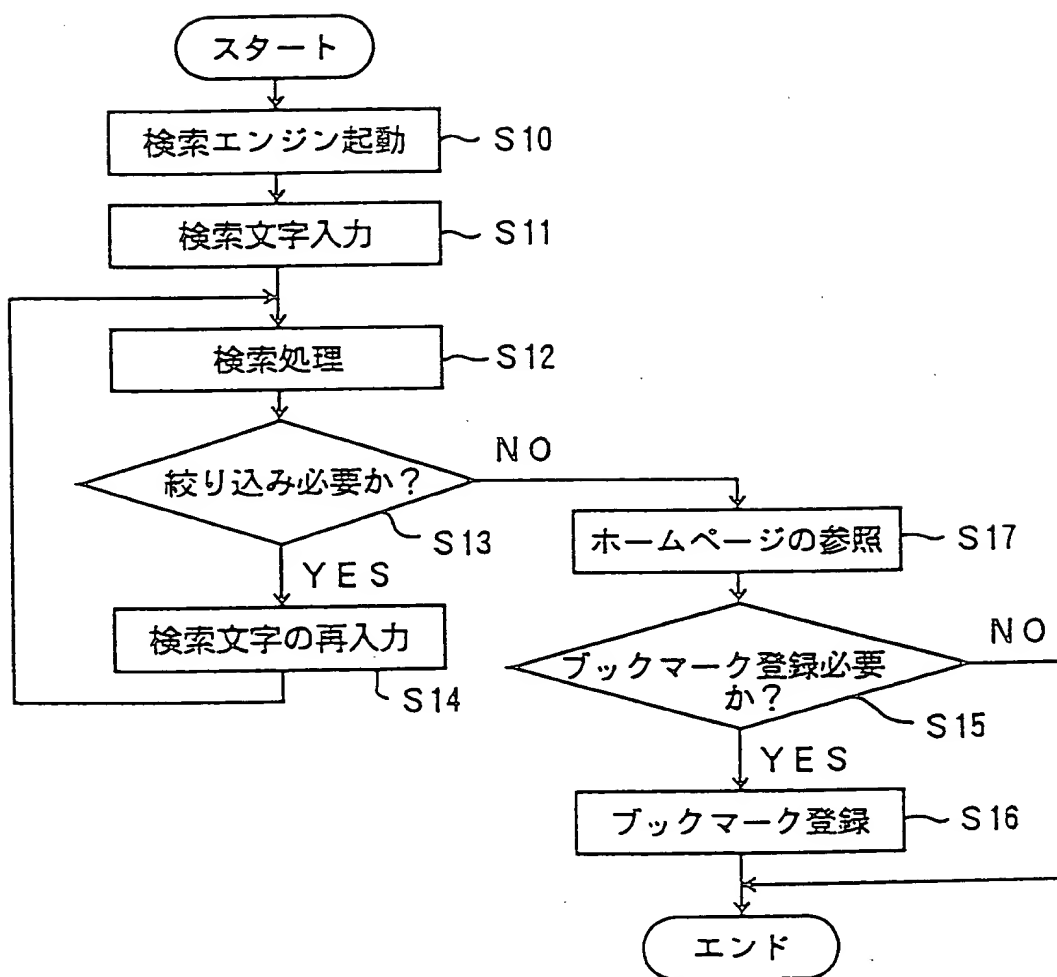 スタート
検索エンジン起動 S10
検索文字入力 S11
検索処理 S12
絞り込み必要か？
S13
NO
YES
検索文字の再入力
S14
ホームページの参照 S17
ブックマーク登録必要
か？
S15
NO
YES
ブックマーク登録 S16
エンド